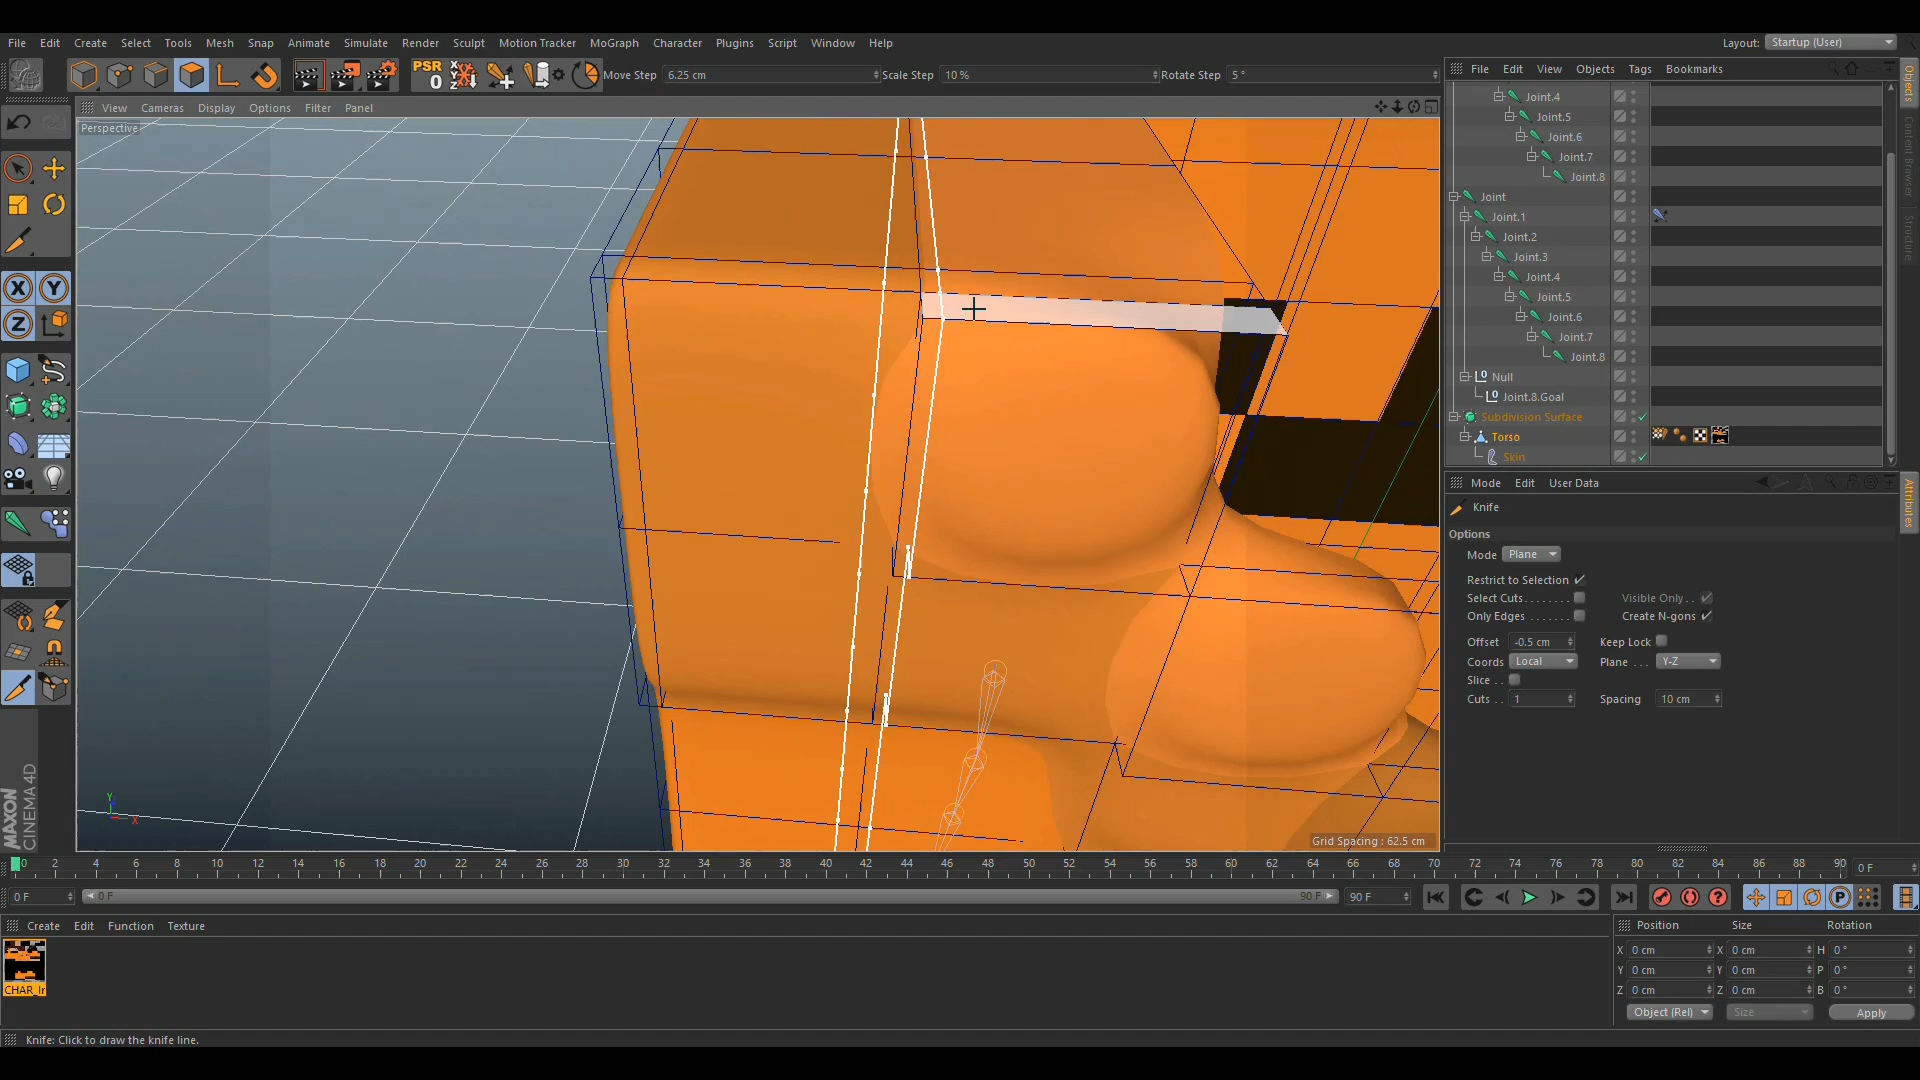 File Edit Create Select Tools Mesh Snap Animate Simulate Render Sculpt Motion Tracker MoGraph Character Plugins Script Window Help
Layout: Startup (User)
PSR 0
Move Step 6.25 cm Scale Step 10 % Rotate Step 5 °
File Edit View Objects Tags Bookmarks
View Cameras Display Options Filter Panel
Perspective
Joint.4
Joint.5
Joint.6
Joint.7
Joint.8
Joint
Joint.1
Joint.2
Joint.3
Joint.4
Joint.5
Joint.6
Joint.7
Joint.8
Null
Joint.8.Goal
Subdivision Surface
Torso
Skin
Objects
Content Browser
Structure
Attributes
Mode Edit User Data
Knife
Options
Mode Plane
Restrict to Selection
Select Cuts........ Visible Only . .
Only Edges ....... Create N-gons
Offset -0.5 cm Keep Lock
Coords Local Plane . . . Y-Z
Slice . .
Cuts . . 1 Spacing 10 cm
X Y
Z
Y
Z
X
Grid Spacing : 62.5 cm
MAXON
CINEMA 4D
0 2 4 6 8 10 12 14 16 18 20 22 24 26 28 30 32 34 36 38 40 42 44 46 48 50 52 54 56 58 60 62 64 66 68 70 72 74 76 78 80 82 84 86 88 90 0 F
0 F 0 F 90 F 90 F
Create Edit Function Texture
CHAR_Ir
Position Size Rotation
X 0 cm X 0 cm H 0 °
Y 0 cm Y 0 cm P 0 °
Z 0 cm Z 0 cm B 0 °
Object (Rel) Size Apply
Knife: Click to draw the knife line.